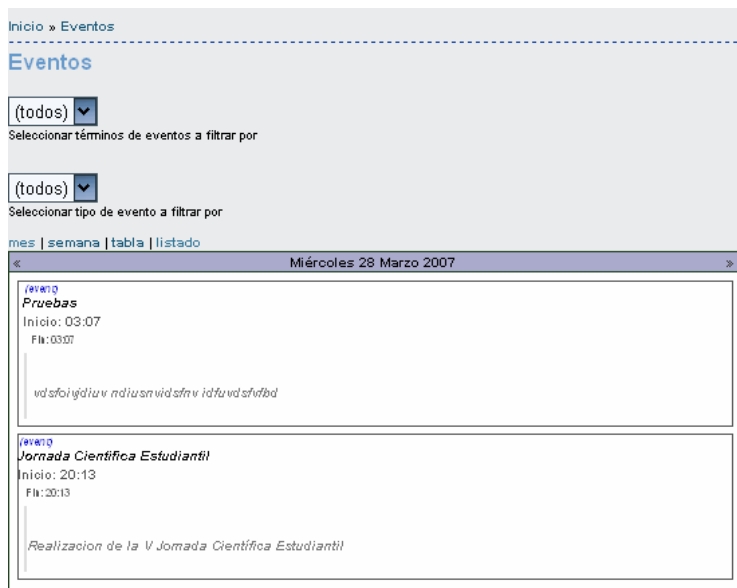 Inicio » Eventos
Eventos
(todos)
Seleccionar términos de eventos a filtrar por
(todos)
Seleccionar tipo de evento a filtrar por
mes | semana | tabla | listado
« Miércoles 28 Marzo 2007 »
(event)
Pruebas
Inicio: 03:07
Fin: 03:07
(event)
Jornada Cientifica Estudiantil
Inicio: 20:13
Fin: 20:13
Realizacion de la V Jornada Científica Estudiantil